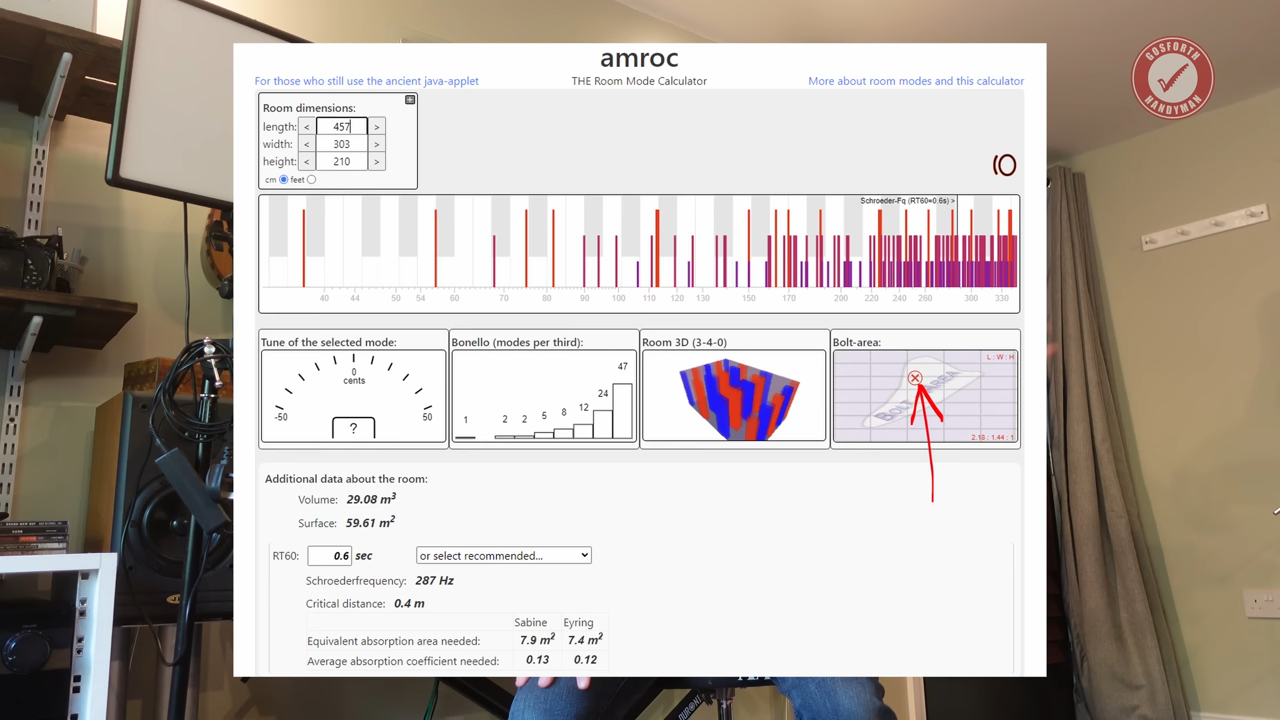 amroc
For those who still use the ancient java-applet
THE Room Mode Calculator
More about room modes and this calculator
GOSFORTH
HANDYMAN
Room dimensions:
length: < 457 >
width: < 303 >
height: < 210 >
cm feet
Schroeder-Fq (RT60=0.6s) >
40 44 50 54 60 70 80 90 100 110 120 130 150 170 200 220 240 260 300 330
Tune of the selected mode:
0
cents
-50 50
?
Bonello (modes per third):
1 2 2 5 8 12 24 47
Room 3D (3-4-0)
Bolt-area:
L : W : H
BOLT AREA
2.18 : 1.44 : 1
Additional data about the room:
Volume: 29.08 m³
Surface: 59.61 m²
RT60: 0.6 sec or select recommended...
Schroederfrequency: 287 Hz
Critical distance: 0.4 m
Sabine Eyring
Equivalent absorption area needed: 7.9 m² 7.4 m²
Average absorption coefficient needed: 0.13 0.12